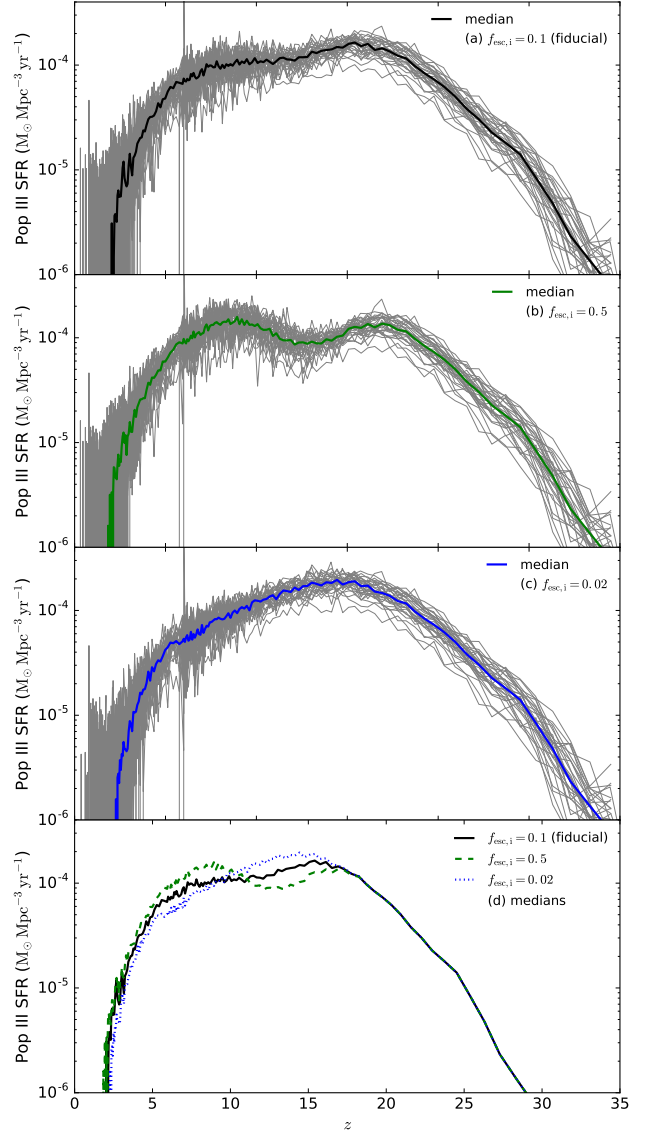 10⁻⁴
10⁻⁵
10⁻⁶
Pop III SFR (M⊙ Mpc⁻³ yr⁻¹)
median
(a) f_esc,i = 0.1 (fiducial)
10⁻⁴
10⁻⁵
10⁻⁶
Pop III SFR (M⊙ Mpc⁻³ yr⁻¹)
median
(b) f_esc,i = 0.5
10⁻⁴
10⁻⁵
10⁻⁶
Pop III SFR (M⊙ Mpc⁻³ yr⁻¹)
median
(c) f_esc,i = 0.02
10⁻⁴
10⁻⁵
10⁻⁶
Pop III SFR (M⊙ Mpc⁻³ yr⁻¹)
f_esc,i = 0.1 (fiducial)
f_esc,i = 0.5
f_esc,i = 0.02
(d) medians
0 5 10 15 20 25 30 35
z